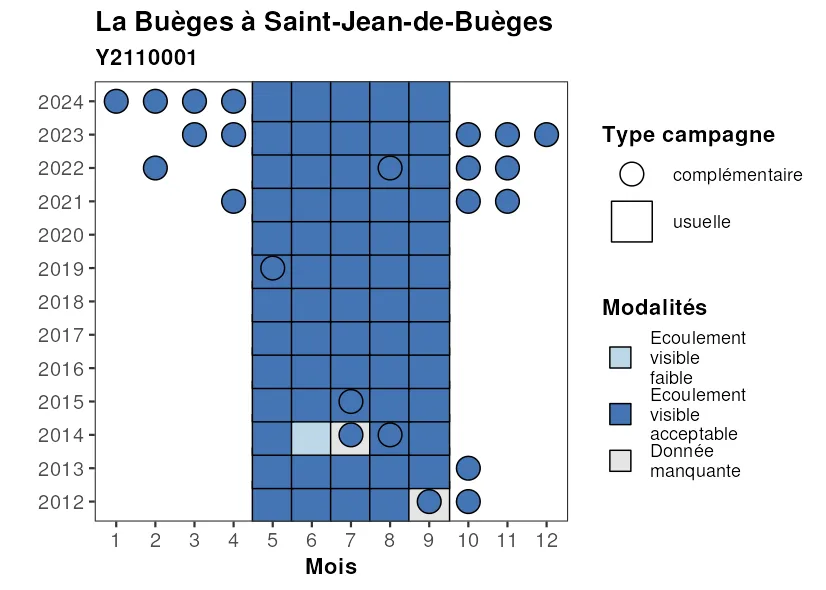 La Buèges à Saint-Jean-de-Buèges
Y2110001
2024
2023
2022
2021
2020
2019
2018
2017
2016
2015
2014
2013
2012
1 2 3 4 5 6 7 8 9 10 11 12
Mois
Type campagne
complémentaire
usuelle
Modalités
Ecoulement
visible
faible
Ecoulement
visible
acceptable
Donnée
manquante